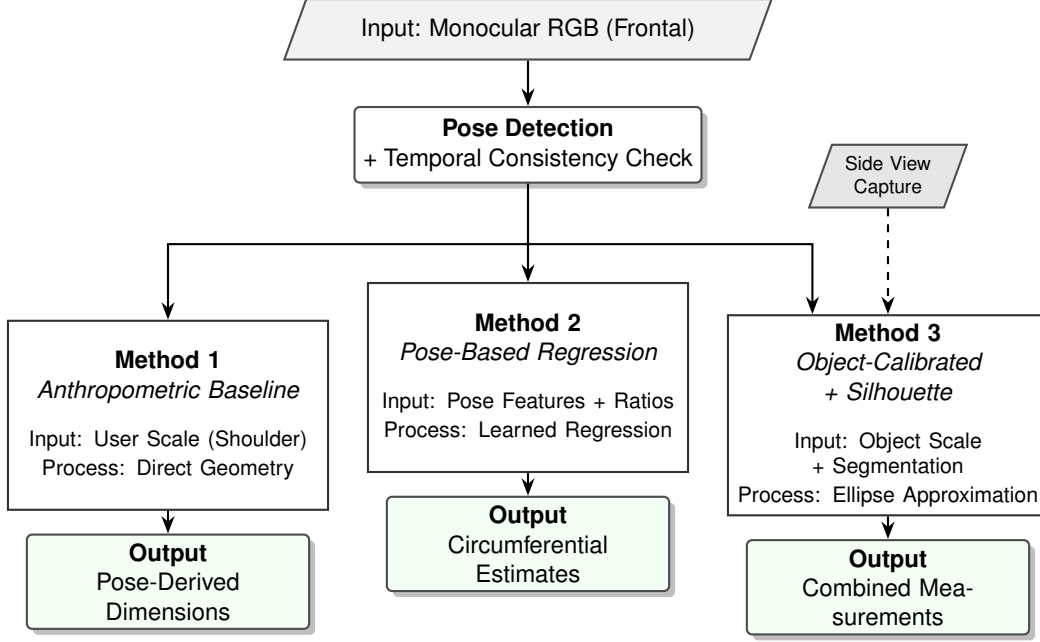 Input: Monocular RGB (Frontal)
Pose Detection
+ Temporal Consistency Check
Side View
Capture
Method 1
Anthropometric Baseline
Input: User Scale (Shoulder)
Process: Direct Geometry
Output
Pose-Derived
Dimensions
Method 2
Pose-Based Regression
Input: Pose Features + Ratios
Process: Learned Regression
Output
Circumferential
Estimates
Method 3
Object-Calibrated
+ Silhouette
Input: Object Scale
+ Segmentation
Process: Ellipse Approximation
Output
Combined Mea-
surements